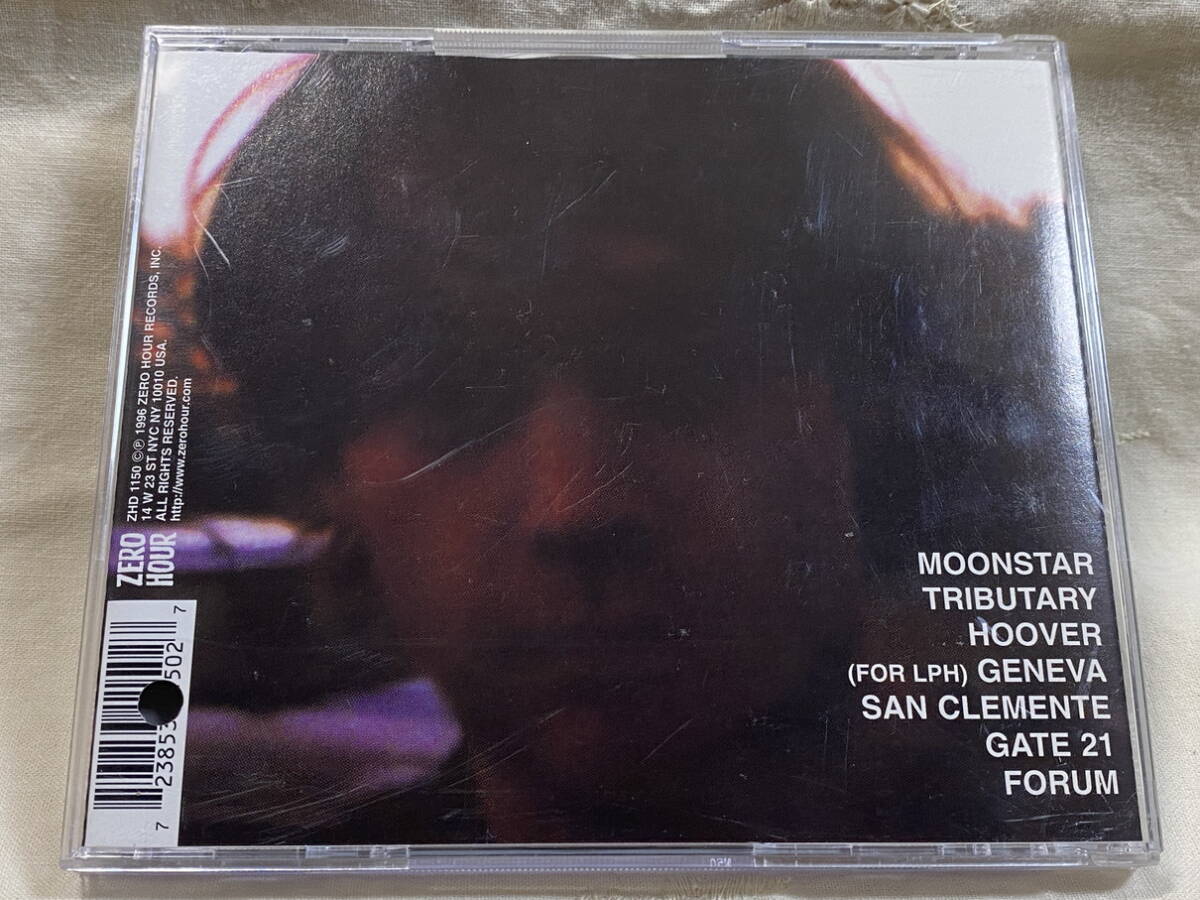 MOONSTAR
TRIBUTARY
HOOVER
(FOR LPH) GENEVA
SAN CLEMENTE
GATE 21
FORUM
ZERO
HOUR
ZHD 1150 ©℗ 1996 ZERO HOUR RECORDS, INC.
14 W 23 ST NYC NY 10010 USA.
ALL RIGHTS RESERVED.
http://www.zerohour.com
7